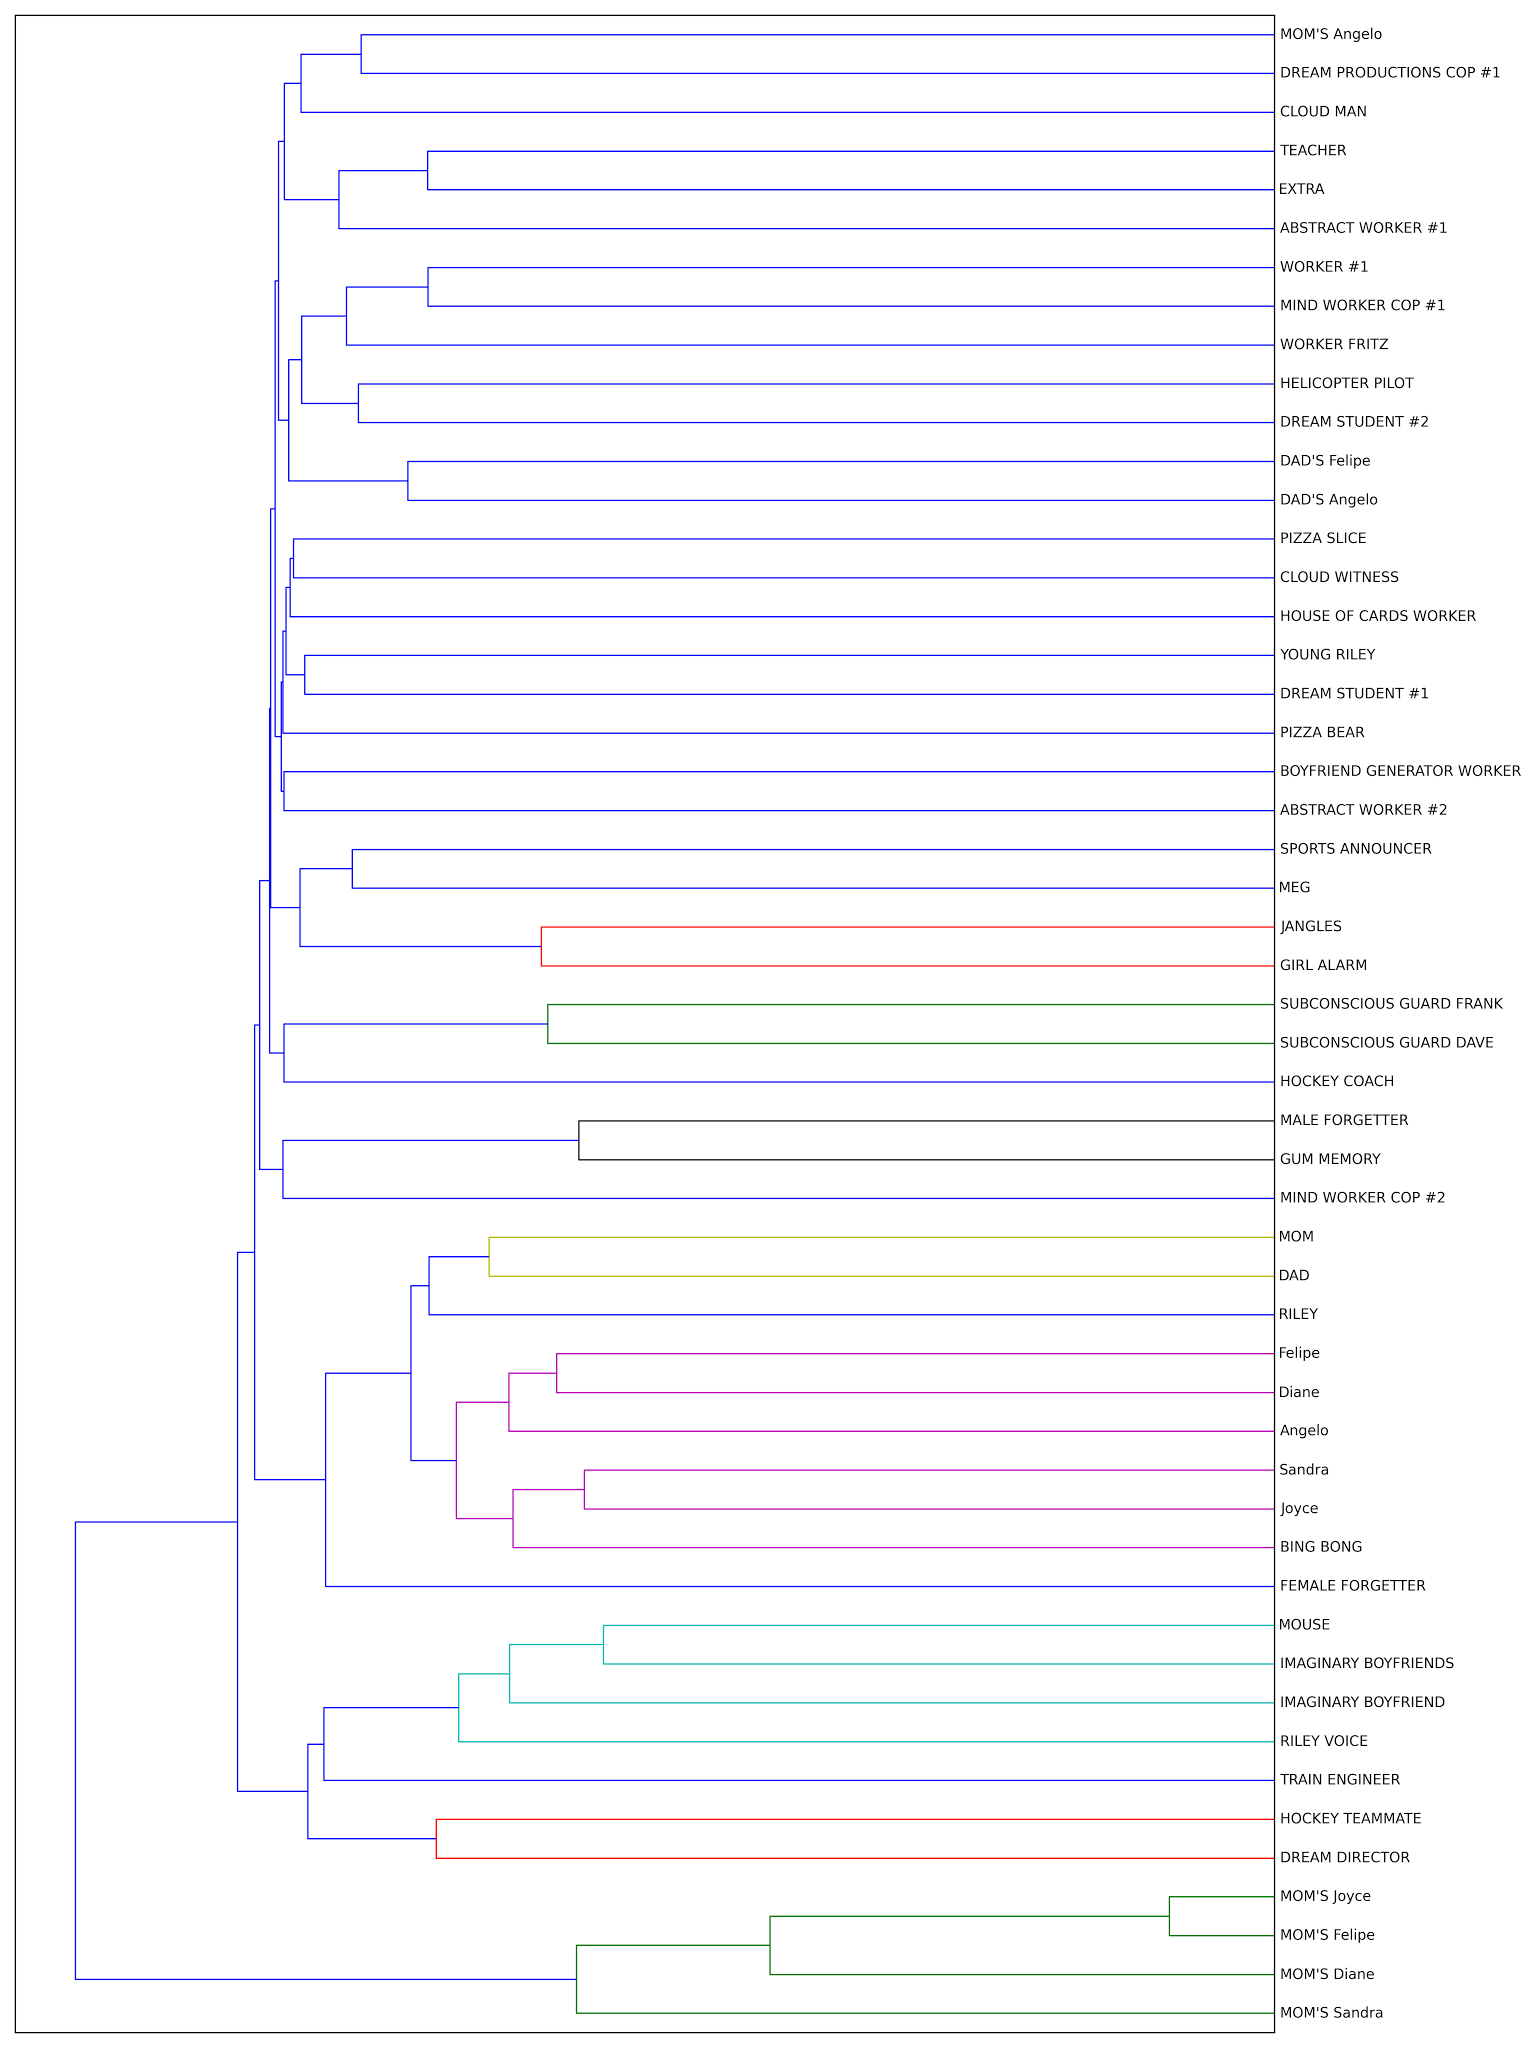 MOM'S Angelo
DREAM PRODUCTIONS COP #1
CLOUD MAN
TEACHER
EXTRA
ABSTRACT WORKER #1
WORKER #1
MIND WORKER COP #1
WORKER FRITZ
HELICOPTER PILOT
DREAM STUDENT #2
DAD'S Felipe
DAD'S Angelo
PIZZA SLICE
CLOUD WITNESS
HOUSE OF CARDS WORKER
YOUNG RILEY
DREAM STUDENT #1
PIZZA BEAR
BOYFRIEND GENERATOR WORKER
ABSTRACT WORKER #2
SPORTS ANNOUNCER
MEG
JANGLES
GIRL ALARM
SUBCONSCIOUS GUARD FRANK
SUBCONSCIOUS GUARD DAVE
HOCKEY COACH
MALE FORGETTER
GUM MEMORY
MIND WORKER COP #2
MOM
DAD
RILEY
Felipe
Diane
Angelo
Sandra
Joyce
BING BONG
FEMALE FORGETTER
MOUSE
IMAGINARY BOYFRIENDS
IMAGINARY BOYFRIEND
RILEY VOICE
TRAIN ENGINEER
HOCKEY TEAMMATE
DREAM DIRECTOR
MOM'S Joyce
MOM'S Felipe
MOM'S Diane
MOM'S Sandra